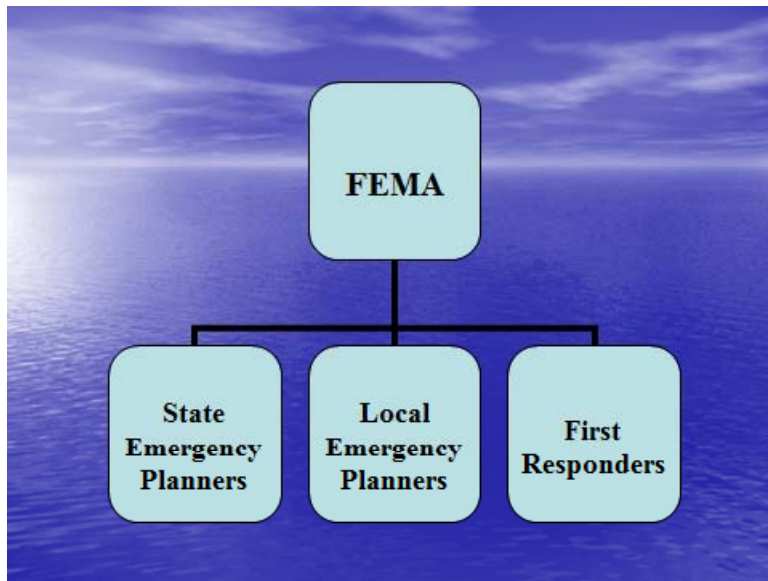 FEMA
State
Emergency
Planners
Local
Emergency
Planners
First
Responders